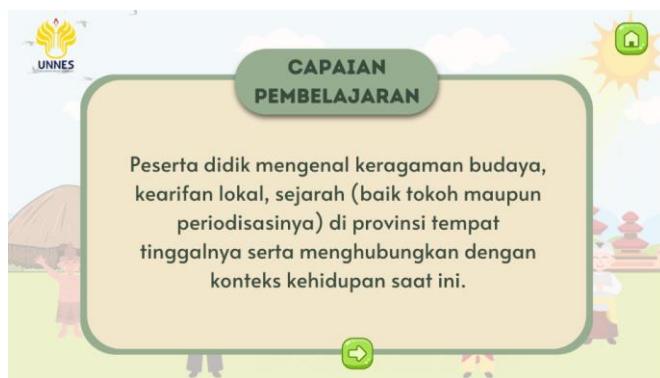 UNNES
CAPAIAN
PEMBELAJARAN
Peserta didik mengenal keragaman budaya,
kearifan lokal, sejarah (baik tokoh maupun
periodisasinya) di provinsi tempat
tinggalnya serta menghubungkan dengan
konteks kehidupan saat ini.